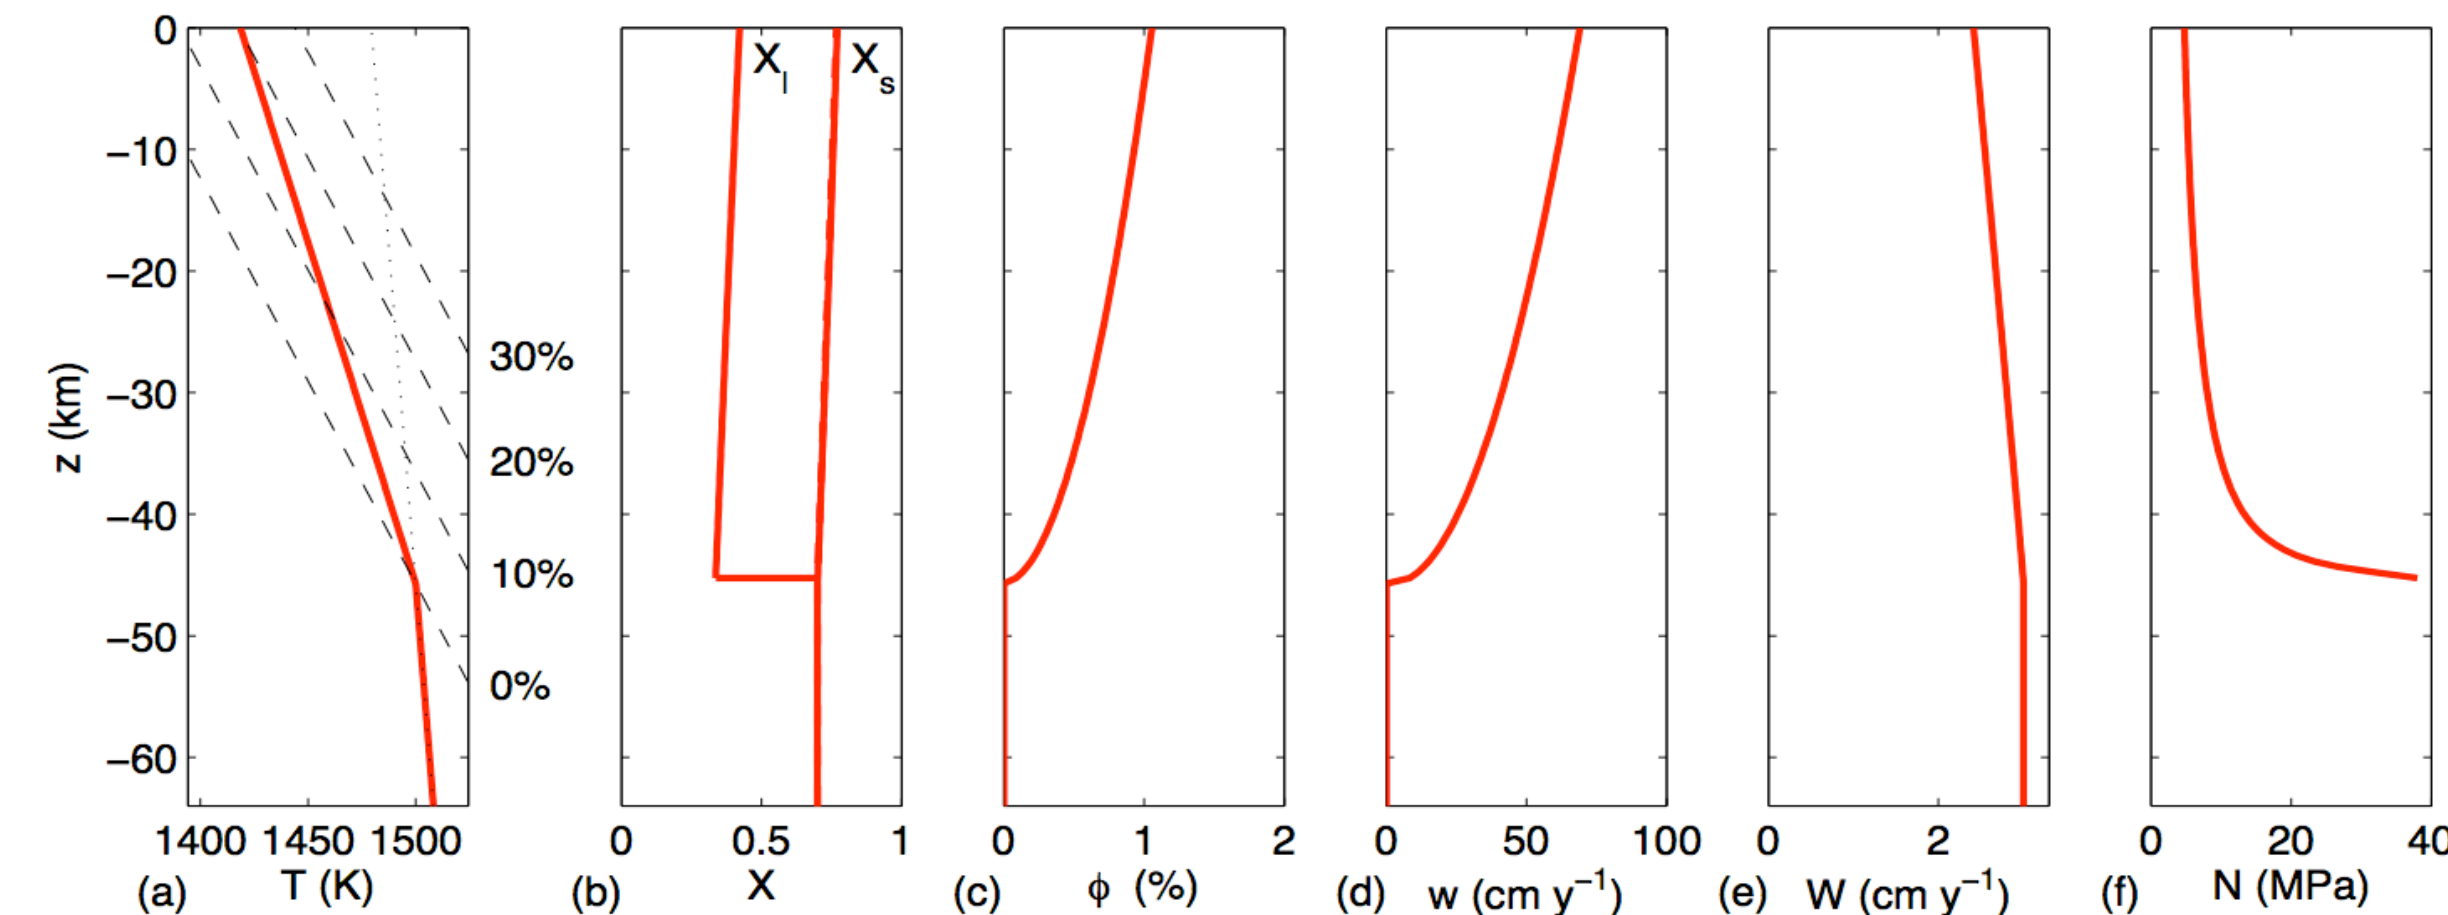 0
−10
−20
−30
−40
−50
−60
z (km)
30%
20%
10%
0%
X_l
X_s
1400 1450 1500
0 0.5 1
0 1 2
0 50 100
0 2
0 20 40
(a) T (K)
(b) X
(c) ϕ (%)
(d) w (cm y⁻¹)
(e) W (cm y⁻¹)
(f) N (MPa)